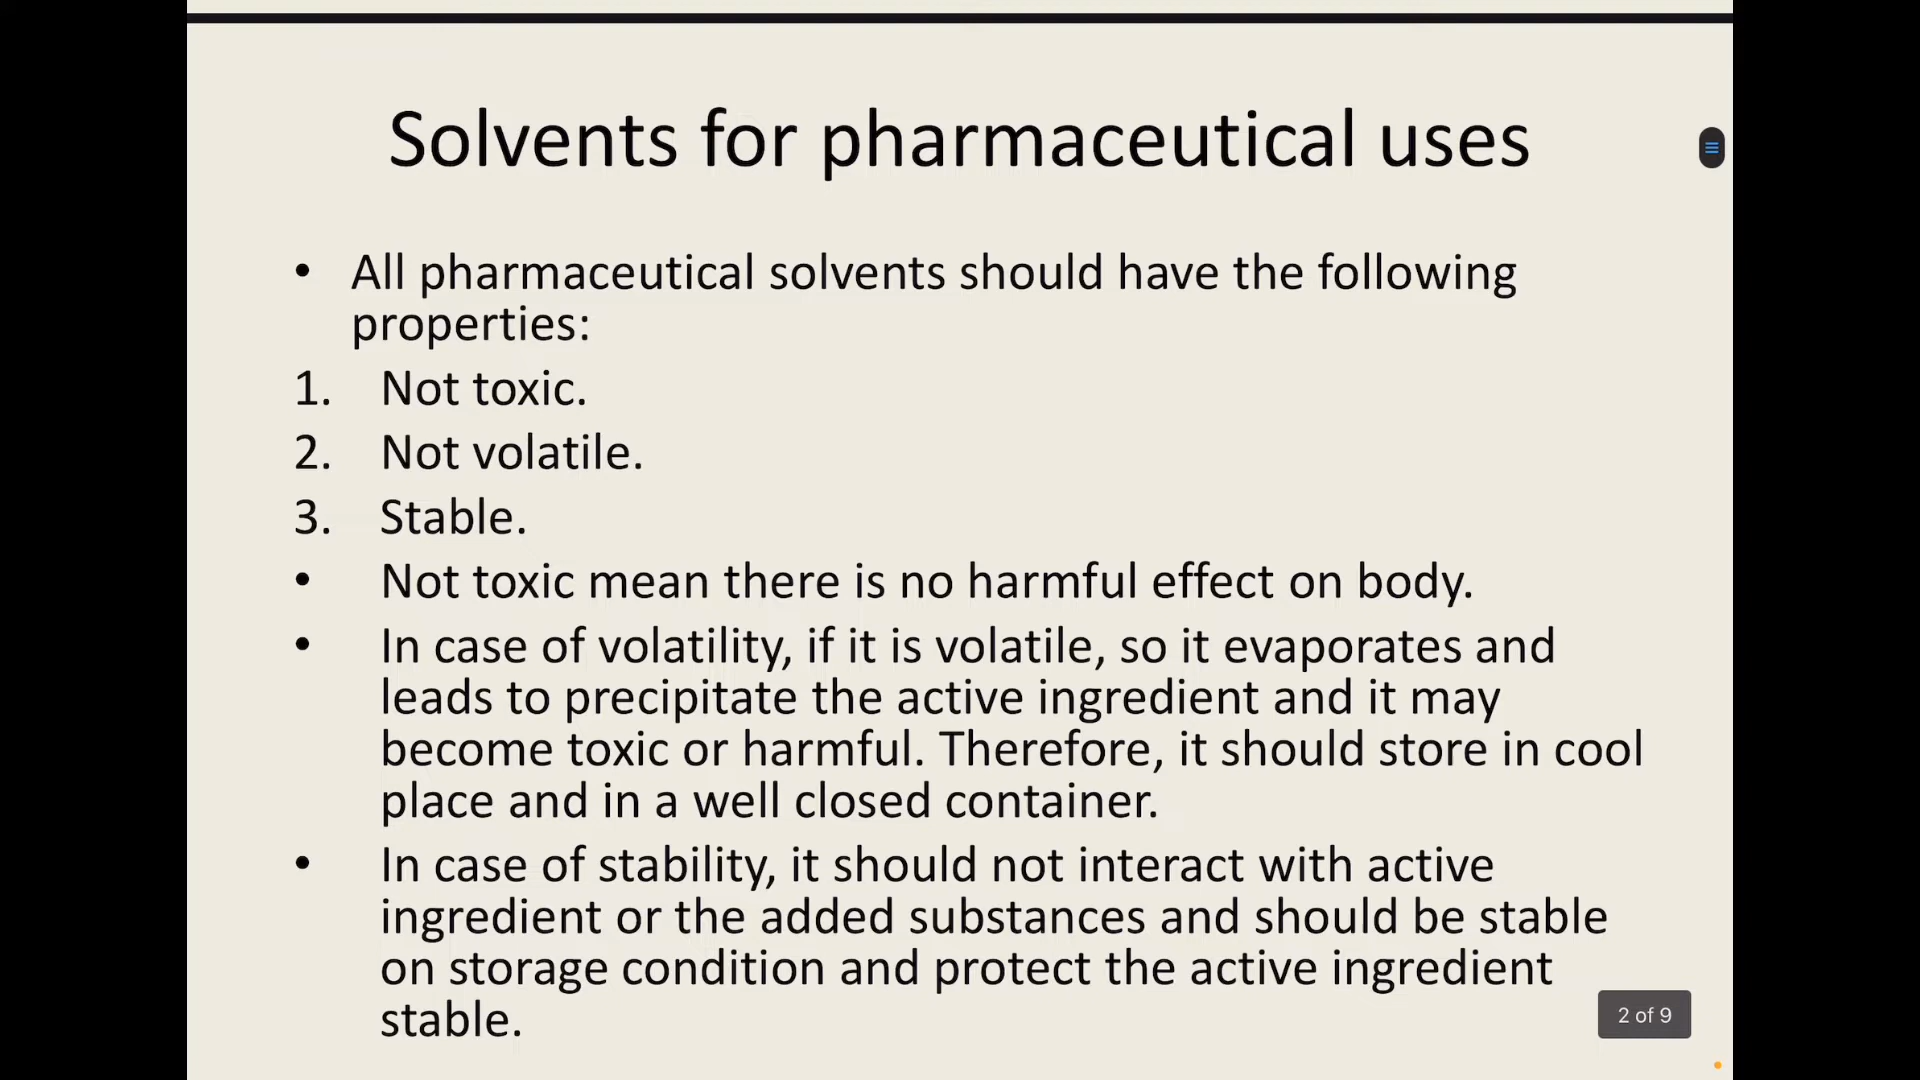 Solvents for pharmaceutical uses
• All pharmaceutical solvents should have the following
properties:
1. Not toxic.
2. Not volatile.
3. Stable.
• Not toxic mean there is no harmful effect on body.
• In case of volatility, if it is volatile, so it evaporates and
leads to precipitate the active ingredient and it may
become toxic or harmful. Therefore, it should store in cool
place and in a well closed container.
• In case of stability, it should not interact with active
ingredient or the added substances and should be stable
on storage condition and protect the active ingredient
stable.
2 of 9